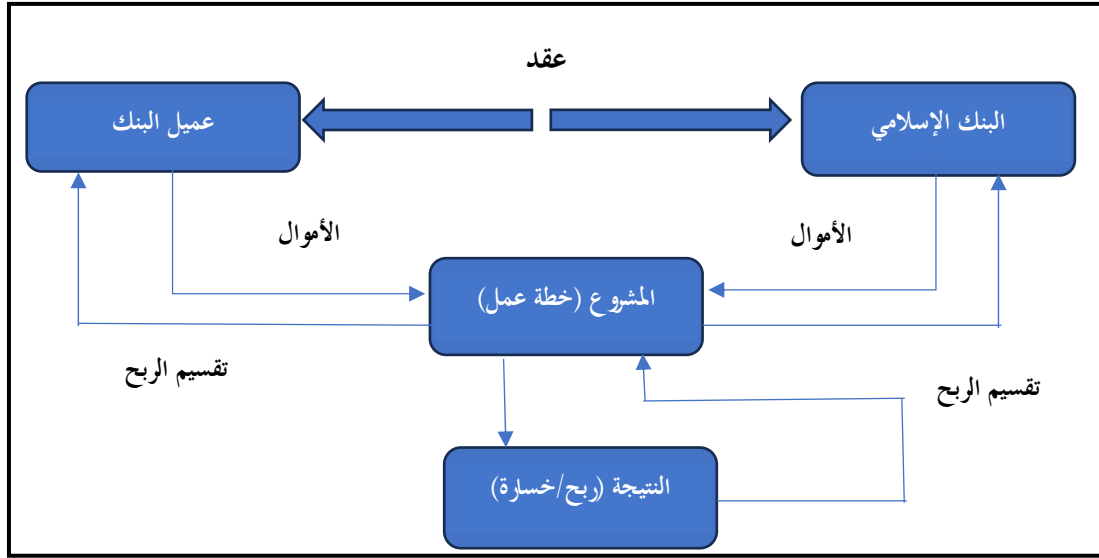 عقد
البنك الإسلامي
عميل البنك
الأموال
الأموال
المشروع (خطة عمل)
تقسيم الربح
تقسيم الربح
النتيجة (ربح/خسارة)